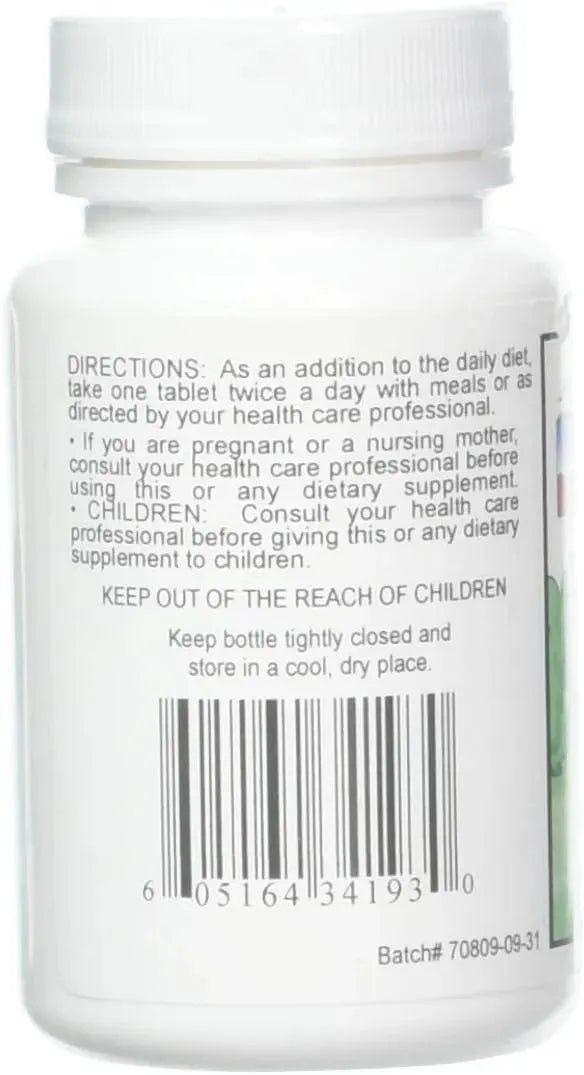 DIRECTIONS: As an addition to the daily diet,
take one tablet twice a day with meals or as
directed by your health care professional.
• If you are pregnant or a nursing mother,
consult your health care professional before
using this or any dietary supplement.
• CHILDREN: Consult your health care
professional before giving this or any dietary
supplement to children.
KEEP OUT OF THE REACH OF CHILDREN
Keep bottle tightly closed and
store in a cool, dry place.
6 05164 34193 0
Batch# 70809-09-31